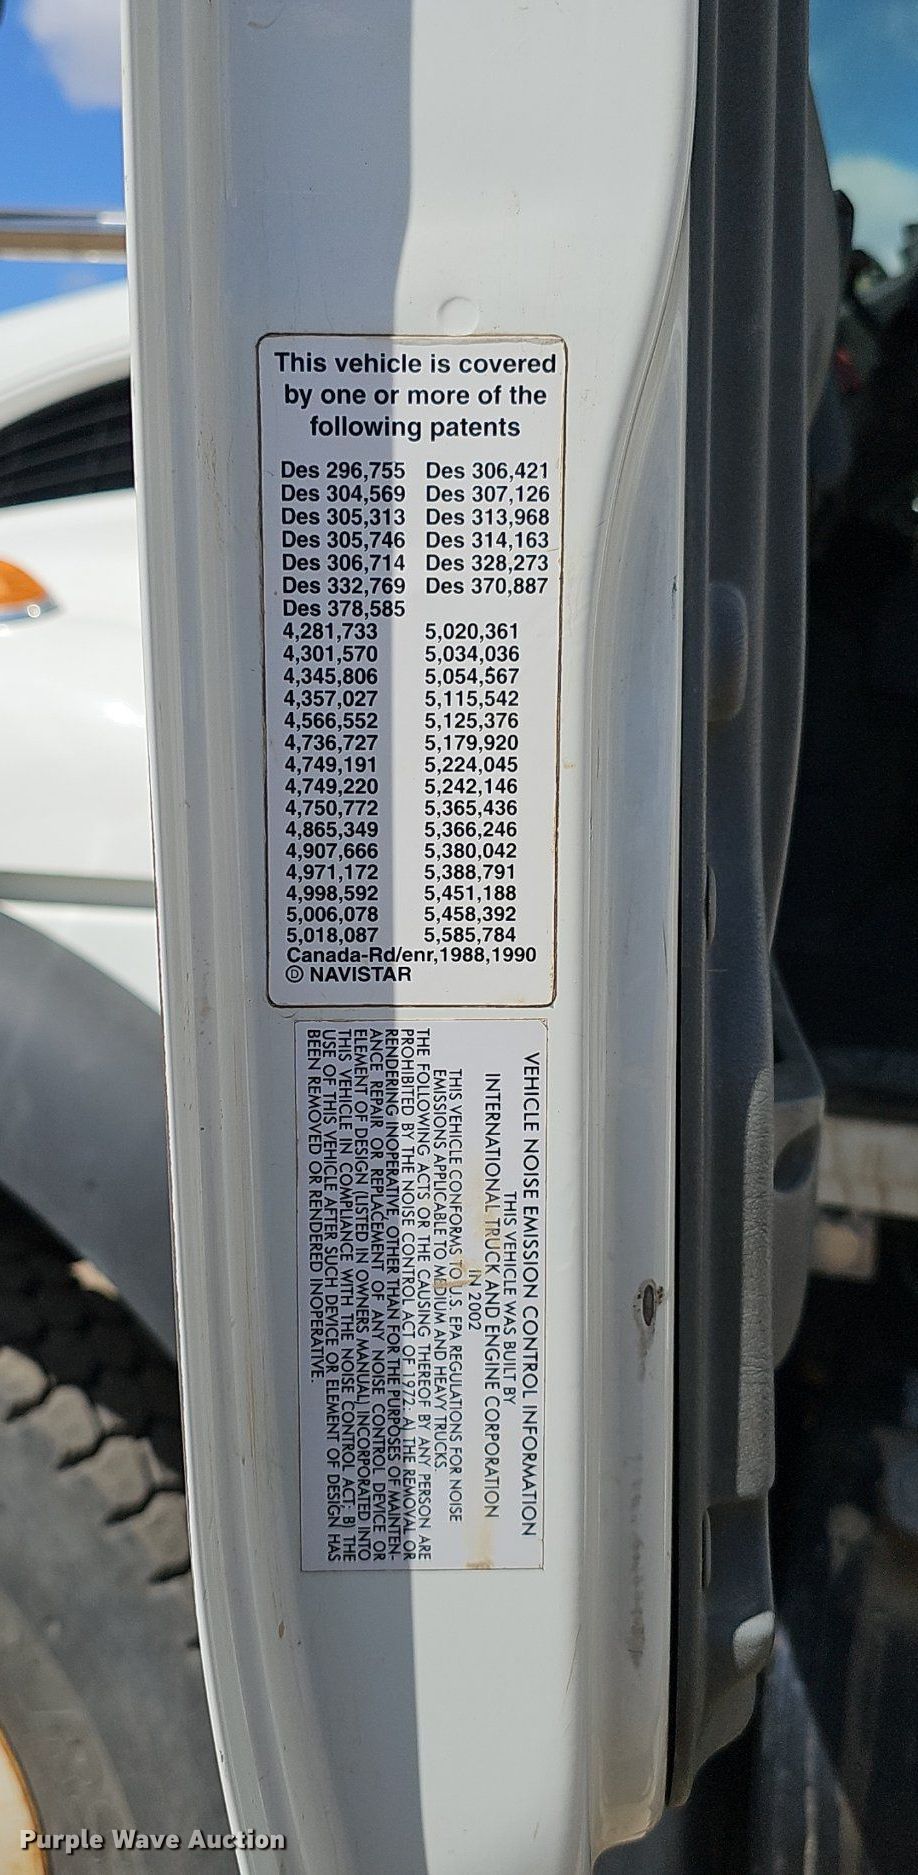 This vehicle is covered
by one or more of the
following patents
Des 296,755 Des 306,421
Des 304,569 Des 307,126
Des 305,313 Des 313,968
Des 305,746 Des 314,163
Des 306,714 Des 328,273
Des 332,769 Des 370,887
Des 378,585
4,281,733 5,020,361
4,301,570 5,034,036
4,345,806 5,054,567
4,357,027 5,115,542
4,566,552 5,125,376
4,736,727 5,179,920
4,749,191 5,224,045
4,749,220 5,242,146
4,750,772 5,365,436
4,865,349 5,366,246
4,907,666 5,380,042
4,971,172 5,388,791
4,998,592 5,451,188
5,006,078 5,458,392
5,018,087 5,585,784
Canada-Rd/enr,1988,1990
Ⓓ NAVISTAR
VEHICLE NOISE EMISSION CONTROL INFORMATION
THIS VEHICLE WAS BUILT BY
INTERNATIONAL TRUCK AND ENGINE CORPORATION
IN 2002
THIS VEHICLE CONFORMS TO U.S. EPA REGULATIONS FOR NOISE
EMISSIONS APPLICABLE TO MEDIUM AND HEAVY TRUCKS.
THE FOLLOWING ACTS OR THE CAUSING THEREOF BY ANY PERSON ARE
PROHIBITED BY THE NOISE CONTROL ACT OF 1972: A) THE REMOVAL OR
RENDERING INOPERATIVE, OTHER THAN FOR THE PURPOSES OF MAINTEN-
ANCE REPAIR OR REPLACEMENT OF ANY NOISE CONTROL DEVICE OR
ELEMENT OF DESIGN (LISTED IN OWNERS MANUAL) INCORPORATED INTO
THIS VEHICLE IN COMPLIANCE WITH THE NOISE CONTROL ACT; B) THE
USE OF THIS VEHICLE AFTER SUCH DEVICE OR ELEMENT OF DESIGN HAS
BEEN REMOVED OR RENDERED INOPERATIVE.
Purple Wave Auction